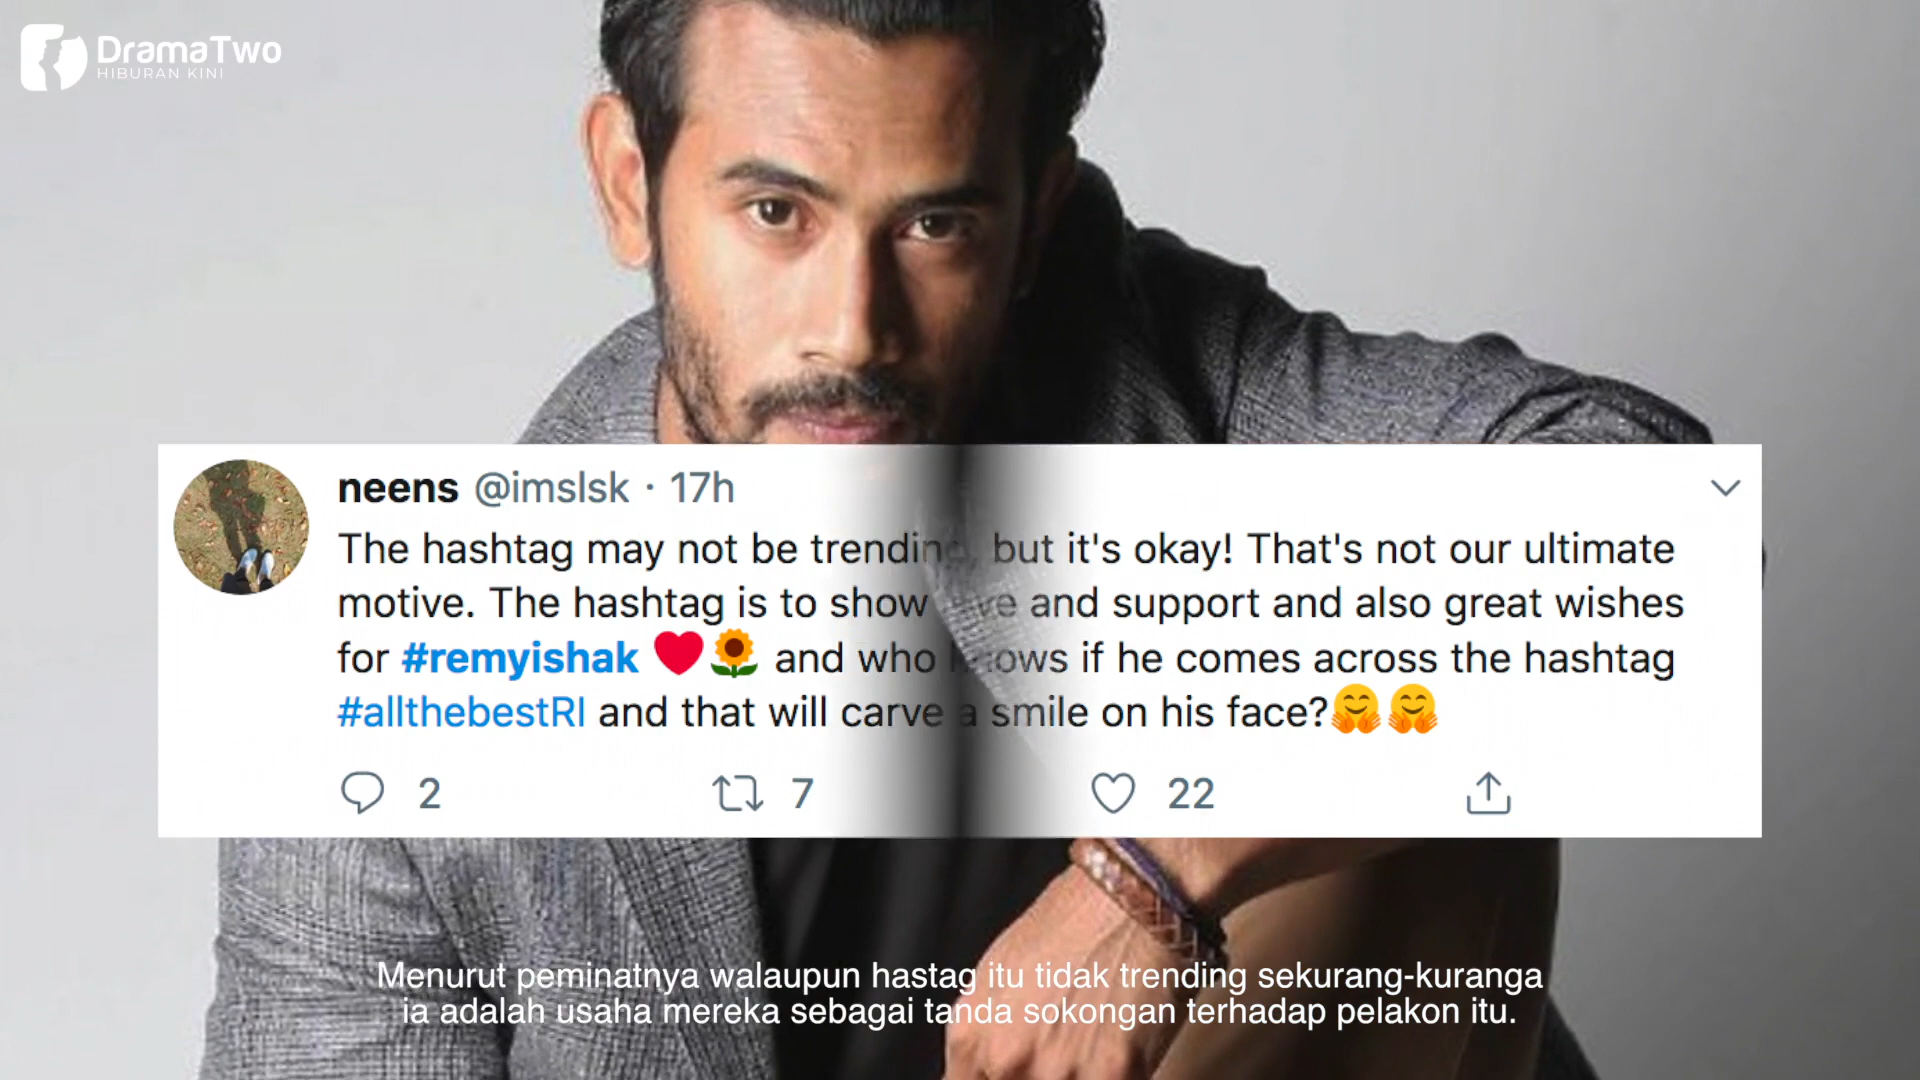 DramaTwo
HIBURAN KINI
neens @imslsk · 17h
The hashtag may not be trending, but it's okay! That's not our ultimate
motive. The hashtag is to show love and support and also great wishes
for #remyishak ❤️🌻 and who knows if he comes across the hashtag
#allthebestRI and that will carve a smile on his face?🤗🤗
2 7 22
Menurut peminatnya walaupun hastag itu tidak trending sekurang-kuranga
ia adalah usaha mereka sebagai tanda sokongan terhadap pelakon itu.